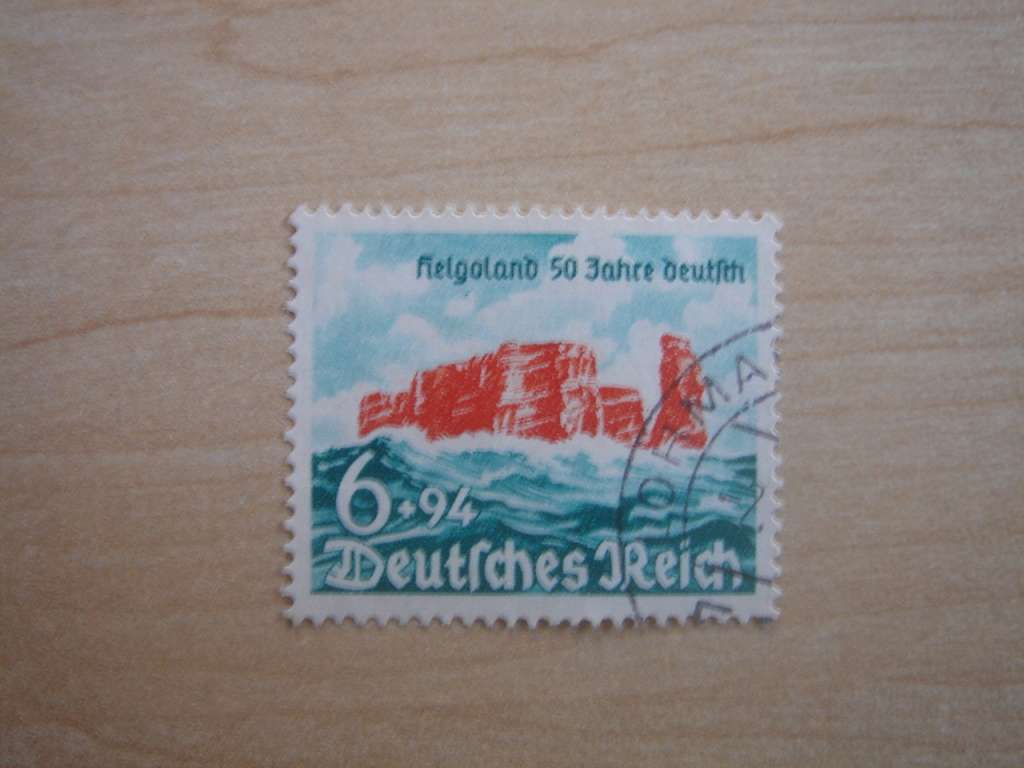 Helgoland 50 Jahre deutsch
6+94
Deutsches Reich